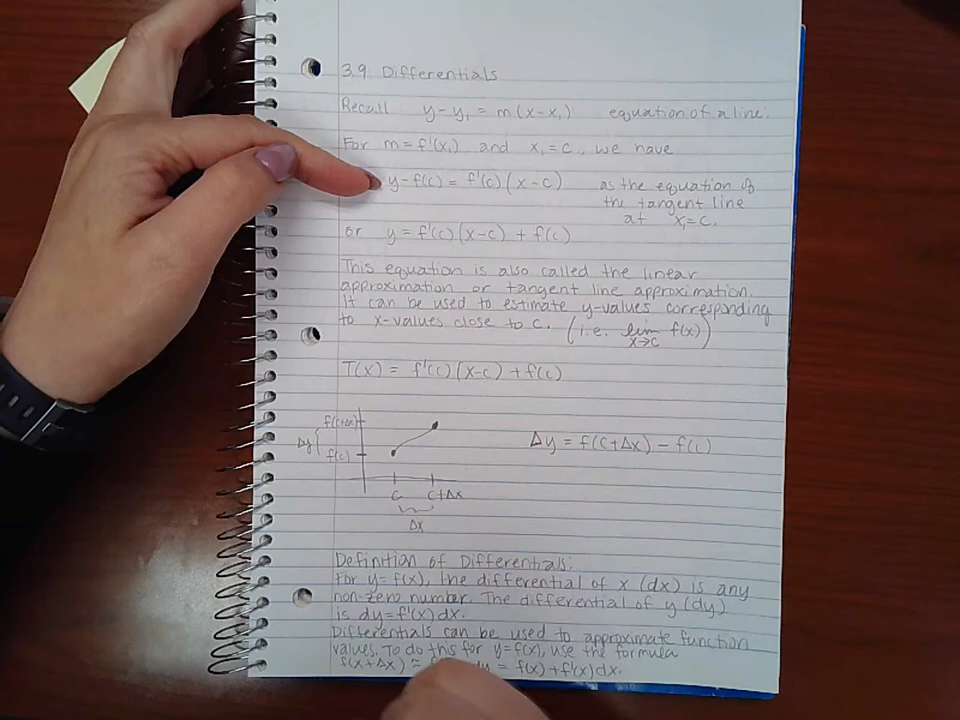 3.9 Differentials
Recall y-y₁ = m(x-x₁) equation of a line.
For m=f'(x₁) and x₁=c, we have
y-f(c) = f'(c)(x-c) as the equation of
the tangent line
at x₁=c.
or y = f'(c)(x-c) + f(c)
This equation is also called the linear
approximation or tangent line approximation.
It can be used to estimate y-values corresponding
to x-values close to c. (i.e. lim x→c f(x))
T(x) = f'(c)(x-c) + f(c)
f(c+Δx)
Δy
f(c)
Δy = f(c+Δx) - f(c)
c c+Δx
Δx
Definition of Differentials:
For y=f(x), the differential of x (dx) is any
non-zero number. The differential of y (dy)
is dy=f'(x)dx.
Differentials can be used to approximate function
values. To do this for y=f(x), use the formula
f(x+Δx) ≈ dy = f(x) + f'(x)dx.